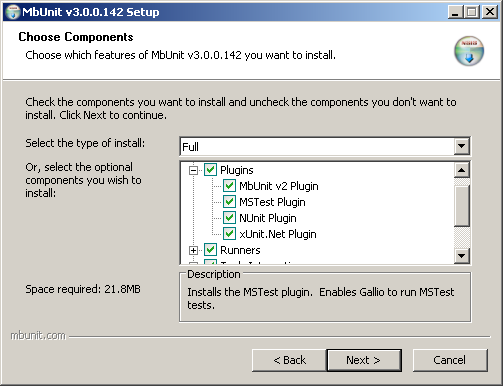 MbUnit v3.0.0.142 Setup
Choose Components
Choose which features of MbUnit v3.0.0.142 you want to install.
Check the components you want to install and uncheck the components you don't want to
install. Click Next to continue.
Select the type of install:
Full
Or, select the optional
components you wish to
install:
Plugins
MbUnit v2 Plugin
MSTest Plugin
NUnit Plugin
xUnit.Net Plugin
Runners
Description
Space required: 21.8MB
Installs the MSTest plugin. Enables Gallio to run MSTest
tests.
mbunit.com
< Back
Next >
Cancel